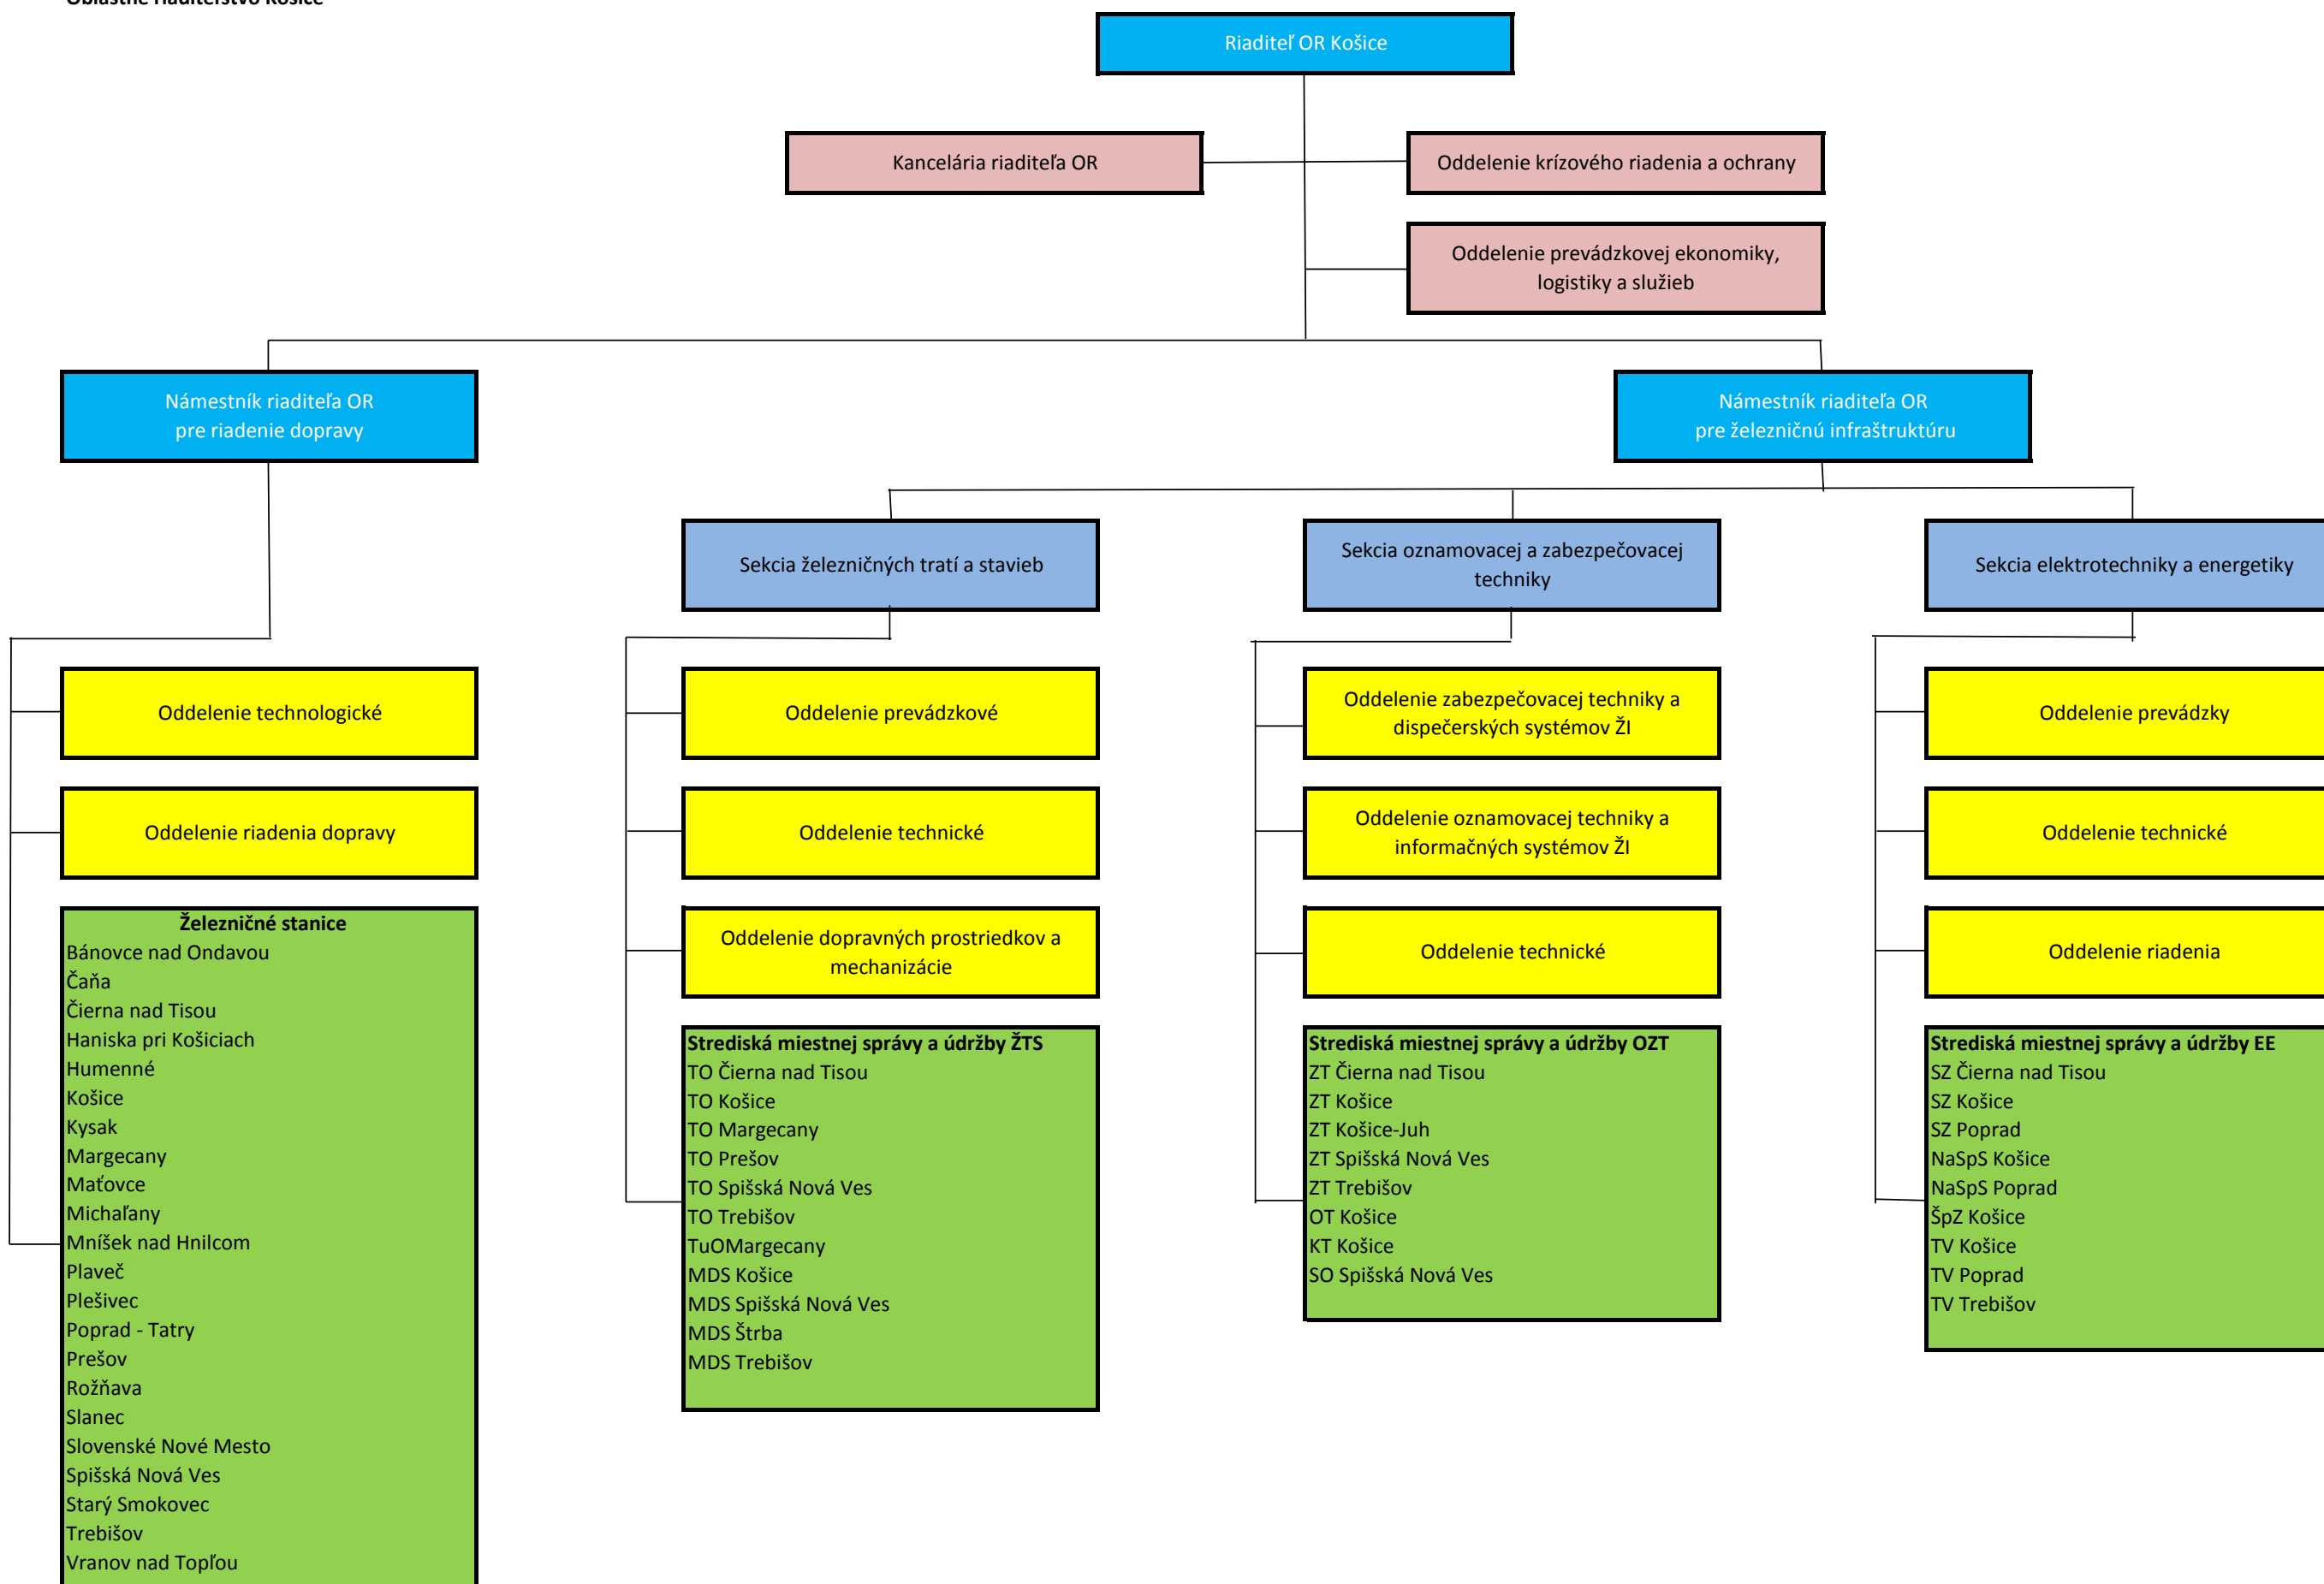 Oblastné riaditeľstvo Košice
Riaditeľ OR Košice
Kancelária riaditeľa OR
Oddelenie krízového riadenia a ochrany
Oddelenie prevádzkovej ekonomiky,
logistiky a služieb
Námestník riaditeľa OR
pre riadenie dopravy
Námestník riaditeľa OR
pre železničnú infraštruktúru
Sekcia železničných tratí a stavieb
Sekcia oznamovacej a zabezpečovacej
techniky
Sekcia elektrotechniky a energetiky
Oddelenie technologické
Oddelenie riadenia dopravy
Železničné stanice
Bánovce nad Ondavou
Čaňa
Čierna nad Tisou
Haniska pri Košiciach
Humenné
Košice
Kysak
Margecany
Maťovce
Michaľany
Mníšek nad Hnilcom
Plaveč
Plešivec
Poprad - Tatry
Prešov
Rožňava
Slanec
Slovenské Nové Mesto
Spišská Nová Ves
Starý Smokovec
Trebišov
Vranov nad Topľou
Oddelenie prevádzkové
Oddelenie technické
Oddelenie dopravných prostriedkov a
mechanizácie
Strediská miestnej správy a údržby ŽTS
TO Čierna nad Tisou
TO Košice
TO Margecany
TO Prešov
TO Spišská Nová Ves
TO Trebišov
TuOMargecany
MDS Košice
MDS Spišská Nová Ves
MDS Štrba
MDS Trebišov
Oddelenie zabezpečovacej techniky a
dispečerských systémov ŽI
Oddelenie oznamovacej techniky a
informačných systémov ŽI
Oddelenie technické
Strediská miestnej správy a údržby OZT
ZT Čierna nad Tisou
ZT Košice
ZT Košice-Juh
ZT Spišská Nová Ves
ZT Trebišov
OT Košice
KT Košice
SO Spišská Nová Ves
Oddelenie prevádzky
Oddelenie technické
Oddelenie riadenia
Strediská miestnej správy a údržby EE
SZ Čierna nad Tisou
SZ Košice
SZ Poprad
NaSpS Košice
NaSpS Poprad
ŠpZ Košice
TV Košice
TV Poprad
TV Trebišov